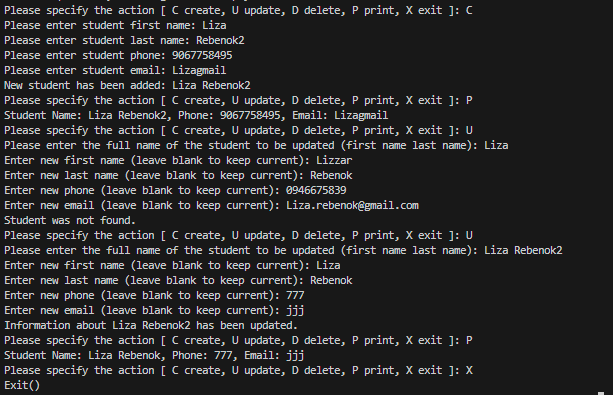 Please specify the action [ C create, U update, D delete, P print, X exit ]: C
Please enter student first name: Liza
Please enter student last name: Rebenok2
Please enter student phone: 9067758495
Please enter student email: Lizagmail
New student has been added: Liza Rebenok2
Please specify the action [ C create, U update, D delete, P print, X exit ]: P
Student Name: Liza Rebenok2, Phone: 9067758495, Email: Lizagmail
Please specify the action [ C create, U update, D delete, P print, X exit ]: U
Please enter the full name of the student to be updated (first name last name): Liza
Enter new first name (leave blank to keep current): Lizzar
Enter new last name (leave blank to keep current): Rebenok
Enter new phone (leave blank to keep current): 0946675839
Enter new email (leave blank to keep current): Liza.rebenok@gmail.com
Student was not found.
Please specify the action [ C create, U update, D delete, P print, X exit ]: U
Please enter the full name of the student to be updated (first name last name): Liza Rebenok2
Enter new first name (leave blank to keep current): Liza
Enter new last name (leave blank to keep current): Rebenok
Enter new phone (leave blank to keep current): 777
Enter new email (leave blank to keep current): jjj
Information about Liza Rebenok2 has been updated.
Please specify the action [ C create, U update, D delete, P print, X exit ]: P
Student Name: Liza Rebenok, Phone: 777, Email: jjj
Please specify the action [ C create, U update, D delete, P print, X exit ]: X
Exit()